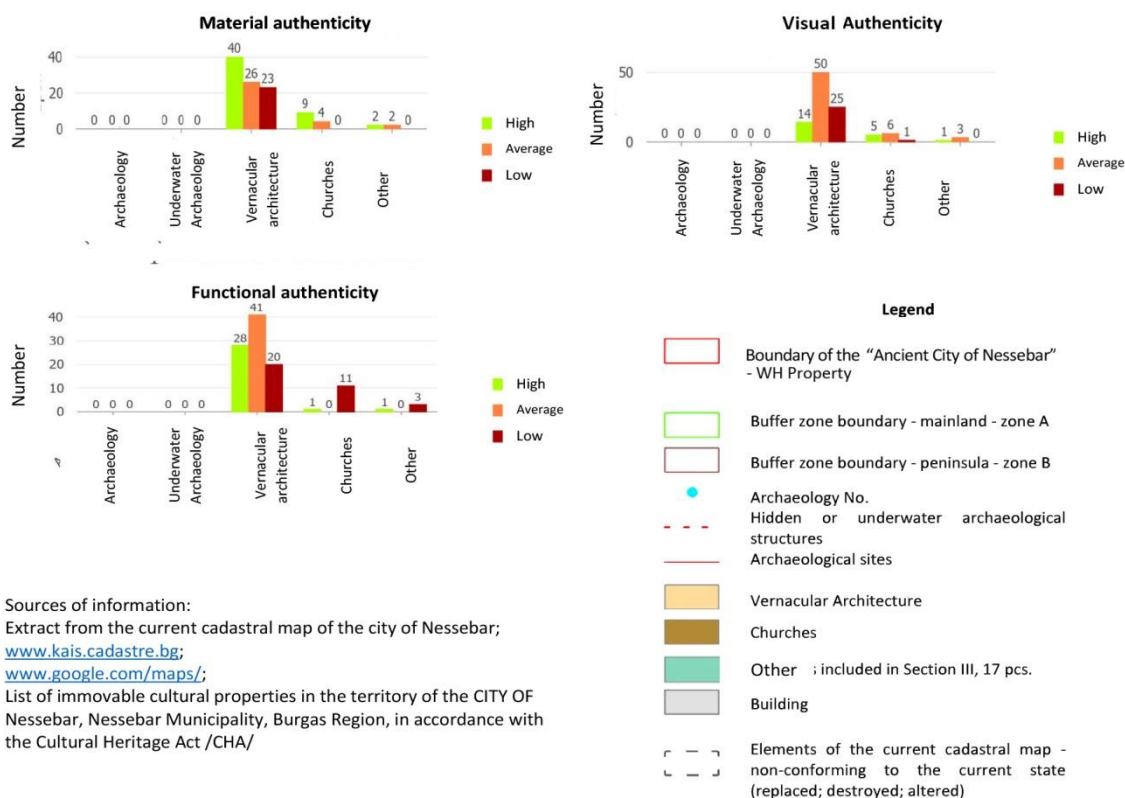 Material authenticity
Number
40
20
0
0 0 0
0 0 0
40 26 23
9 4 0
2 2 0
Archaeology
Underwater
Archaeology
Vernacular
architecture
Churches
Other
High
Average
Low
Visual Authenticity
Number
50
0
0 0 0
0 0 0
14 50 25
5 6 1
1 3 0
Archaeology
Underwater
Archaeology
Vernacular
architecture
Churches
Other
High
Average
Low
Functional authenticity
Number
40
30
20
10
0
0 0 0
0 0 0
28 41 20
1 0 11
1 0 3
Archaeology
Underwater
Archaeology
Vernacular
architecture
Churches
Other
High
Average
Low
Legend
Boundary of the “Ancient City of Nessebar”
- WH Property
Buffer zone boundary - mainland - zone A
Buffer zone boundary - peninsula - zone B
Archaeology No.
Hidden or underwater archaeological
structures
Archaeological sites
Vernacular Architecture
Churches
Other s included in Section III, 17 pcs.
Building
Elements of the current cadastral map -
non-conforming to the current state
(replaced; destroyed; altered)
Sources of information:
Extract from the current cadastral map of the city of Nessebar;
www.kais.cadastre.bg;
www.google.com/maps/;
List of immovable cultural properties in the territory of the CITY OF
Nessebar, Nessebar Municipality, Burgas Region, in accordance with
the Cultural Heritage Act /CHA/